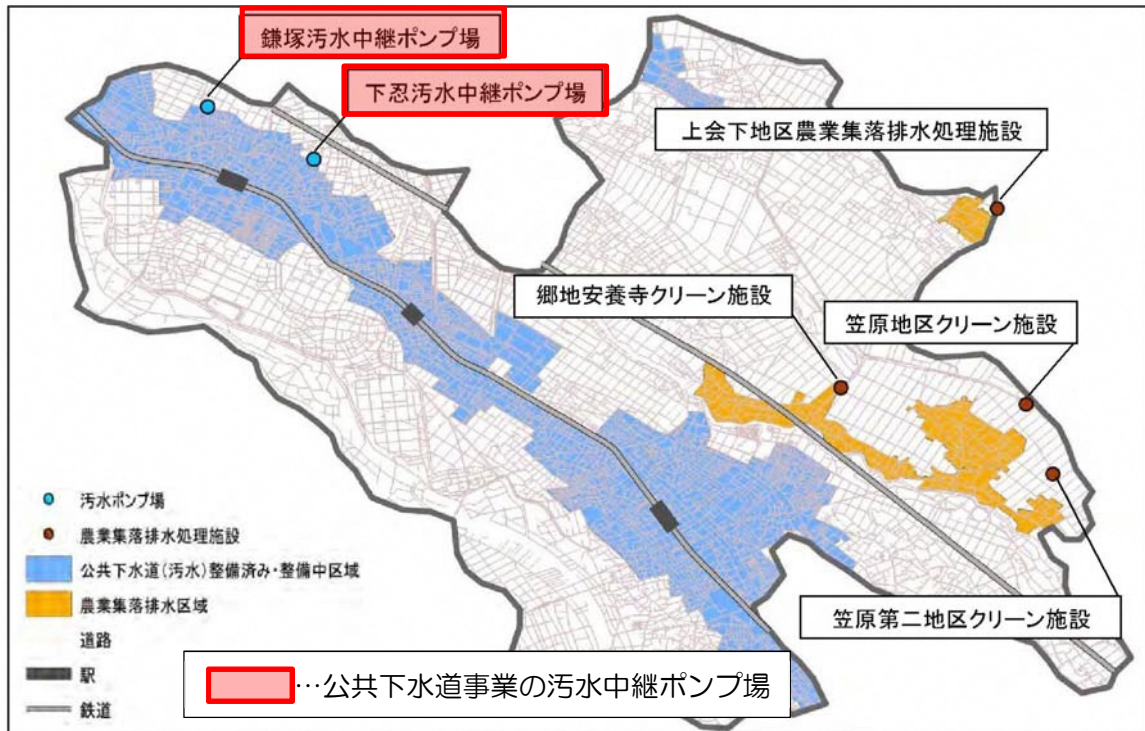 鎌塚汚水中継ポンプ場
下忍汚水中継ポンプ場
上会下地区農業集落排水処理施設
郷地安養寺クリーン施設
笠原地区クリーン施設
笠原第二地区クリーン施設
汚水ポンプ場
農業集落排水処理施設
公共下水道(汚水)整備済み・整備中区域
農業集落排水区域
道路
駅
鉄道
…公共下水道事業の汚水中継ポンプ場